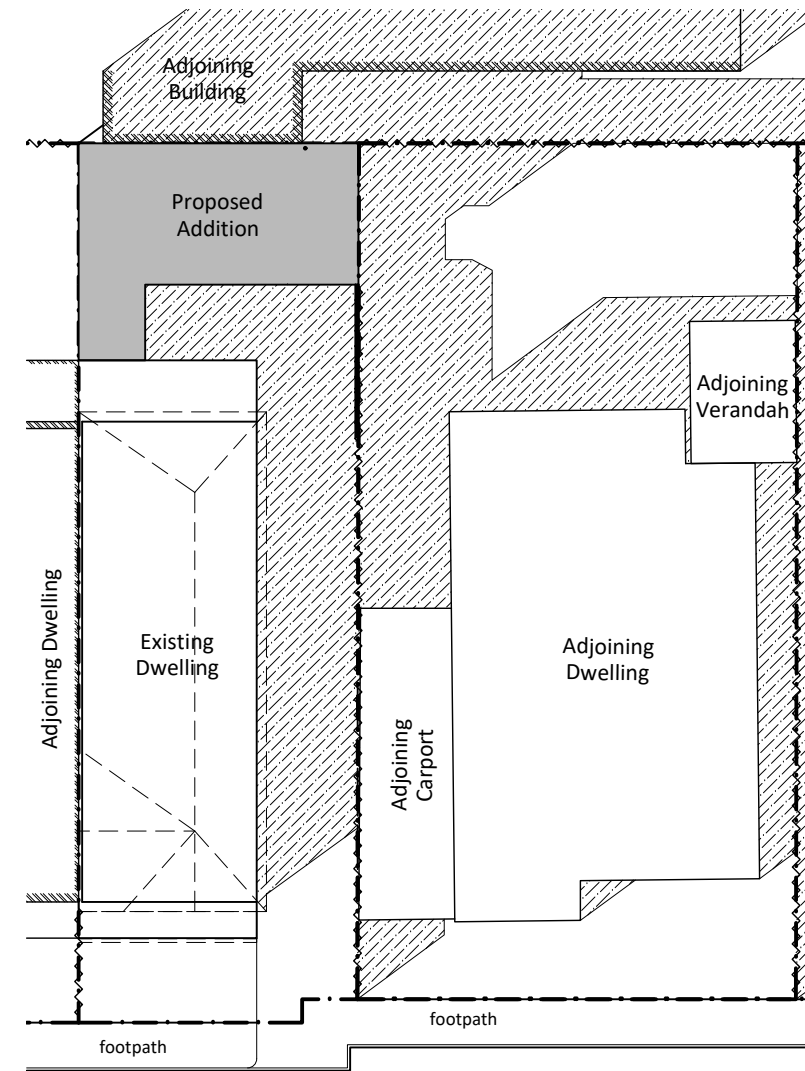 Adjoining
Building
Proposed
Addition
Adjoining
Verandah
Adjoining Dwelling
Existing
Dwelling
Adjoining
Dwelling
Adjoining
Carport
footpath
footpath